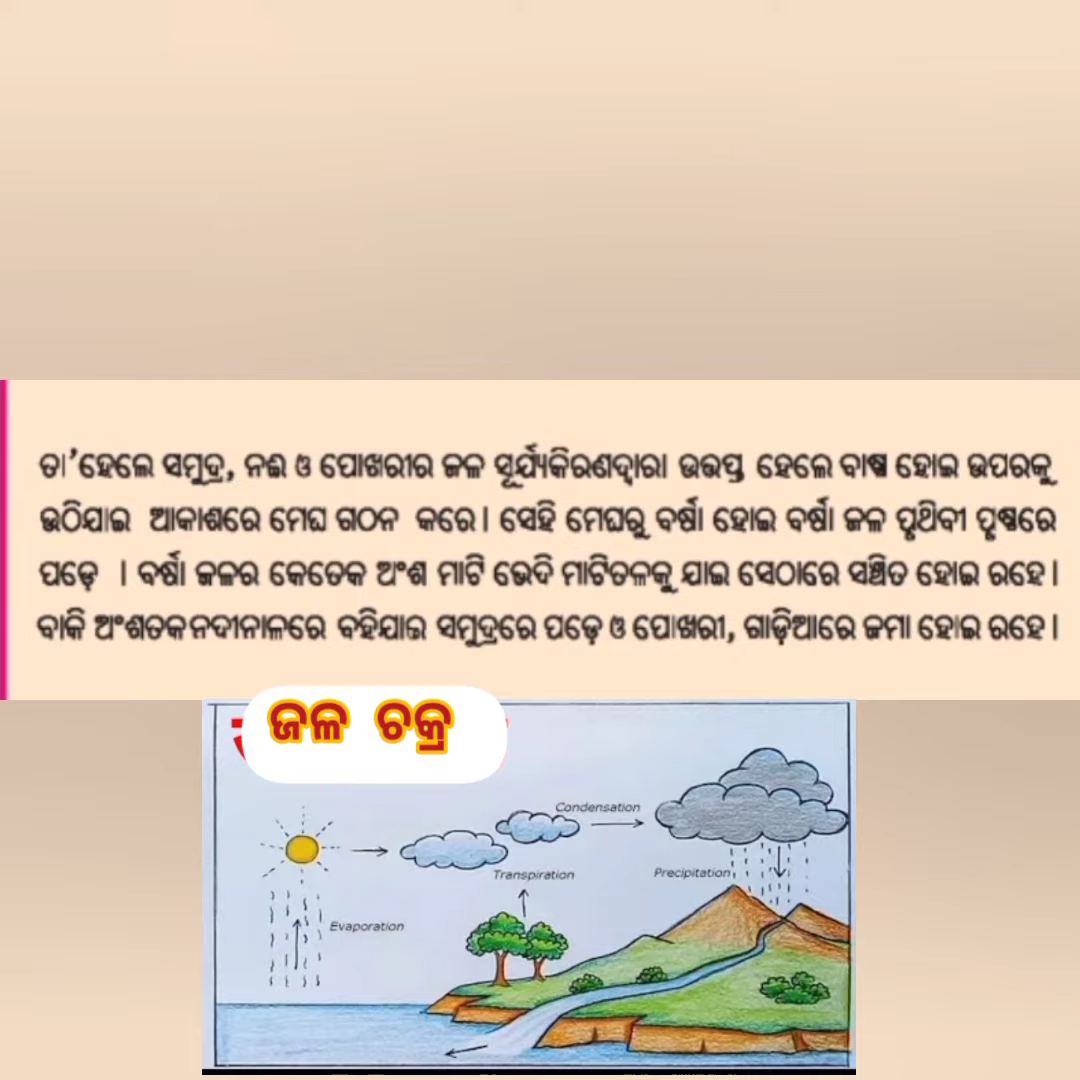 ତା'ହେଲେ ସମୁଦ୍ର, ନଈ ଓ ପୋଖରୀର ଜଳ ସୂର୍ଯ୍ୟକିରଣଦ୍ୱାରା ଉତ୍ତପ୍ତ ହେଲେ ବାଷ୍ପ ହୋଇ ଉପରକୁ
ଉଠିଯାଇ ଆକାଶରେ ମେଘ ଗଠନ କରେ। ସେହି ମେଘରୁ ବର୍ଷା ହୋଇ ବର୍ଷା ଜଳ ପୃଥିବୀ ପୃଷ୍ଠରେ
ପଡ଼େ । ବର୍ଷା ଜଳର କେତେକ ଅଂଶ ମାଟି ଭେଦି ମାଟିତଳକୁ ଯାଇ ସେଠାରେ ସଞ୍ଚିତ ହୋଇ ରହେ।
ବାକି ଅଂଶତକ ନଦୀନାଳରେ ବହିଯାଇ ସମୁଦ୍ରରେ ପଡ଼େ ଓ ପୋଖରୀ, ଗାଡ଼ିଆରେ ଜମା ହୋଇ ରହେ।
ଜଳ ଚକ୍ର
Condensation
Transpiration
Precipitation
Evaporation